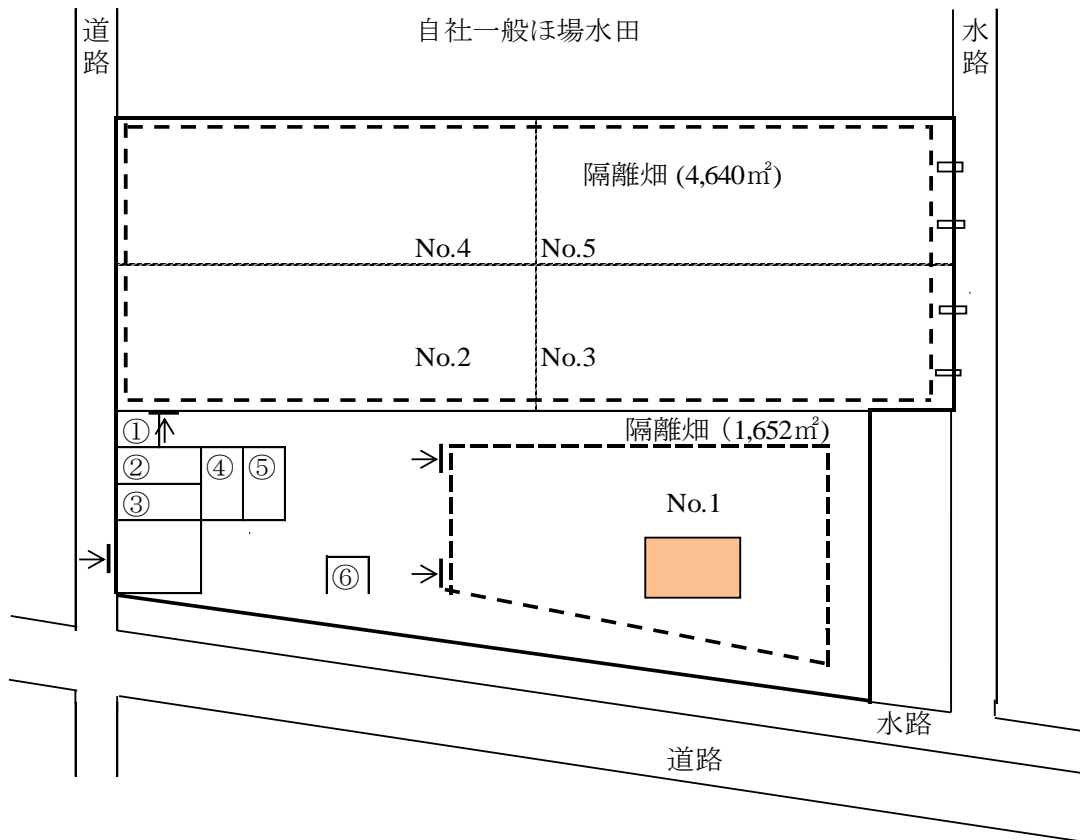 道路
自社一般ほ場水田
水路
隔離畑 (4,640㎡)
No.4
No.5
No.2
No.3
①
隔離畑（1,652㎡)
②
④
⑤
③
No.1
⑥
水路
道路